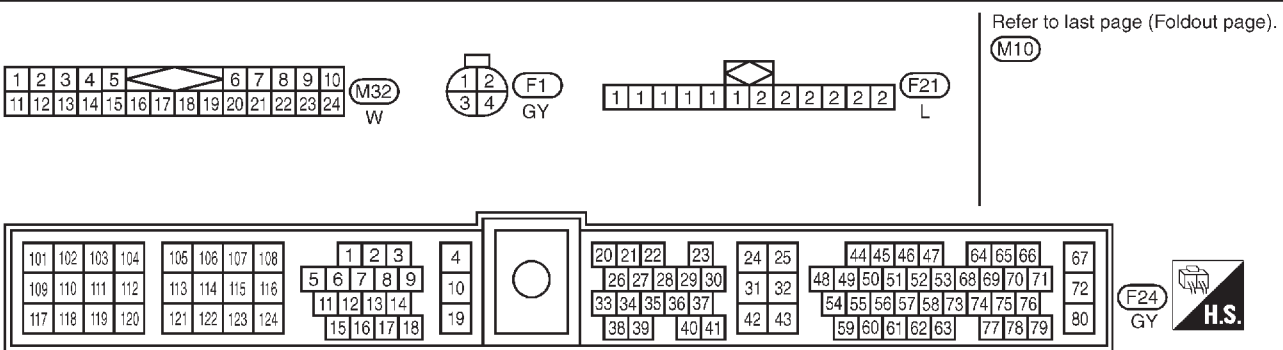 Refer to last page (Foldout page).
M10
1 2 3 4 5 6 7 8 9 10
11 12 13 14 15 16 17 18 19 20 21 22 23 24
M32
W
1 2
3 4
F1
GY
1 1 1 1 1 1 2 2 2 2 2 2
F21
L
101 102 103 104 105 106 107 108 1 2 3 4 20 21 22 23 24 25 44 45 46 47 64 65 66 67
5 6 7 8 9 26 27 28 29 30 48 49 50 51 52 53 68 69 70 71
109 110 111 112 113 114 115 116 10 31 32 72
11 12 13 14 33 34 35 36 37 54 55 56 57 58 73 74 75 76
117 118 119 120 121 122 123 124 15 16 17 18 19 38 39 40 41 42 43 59 60 61 62 63 77 78 79 80
F24
GY
H.S.